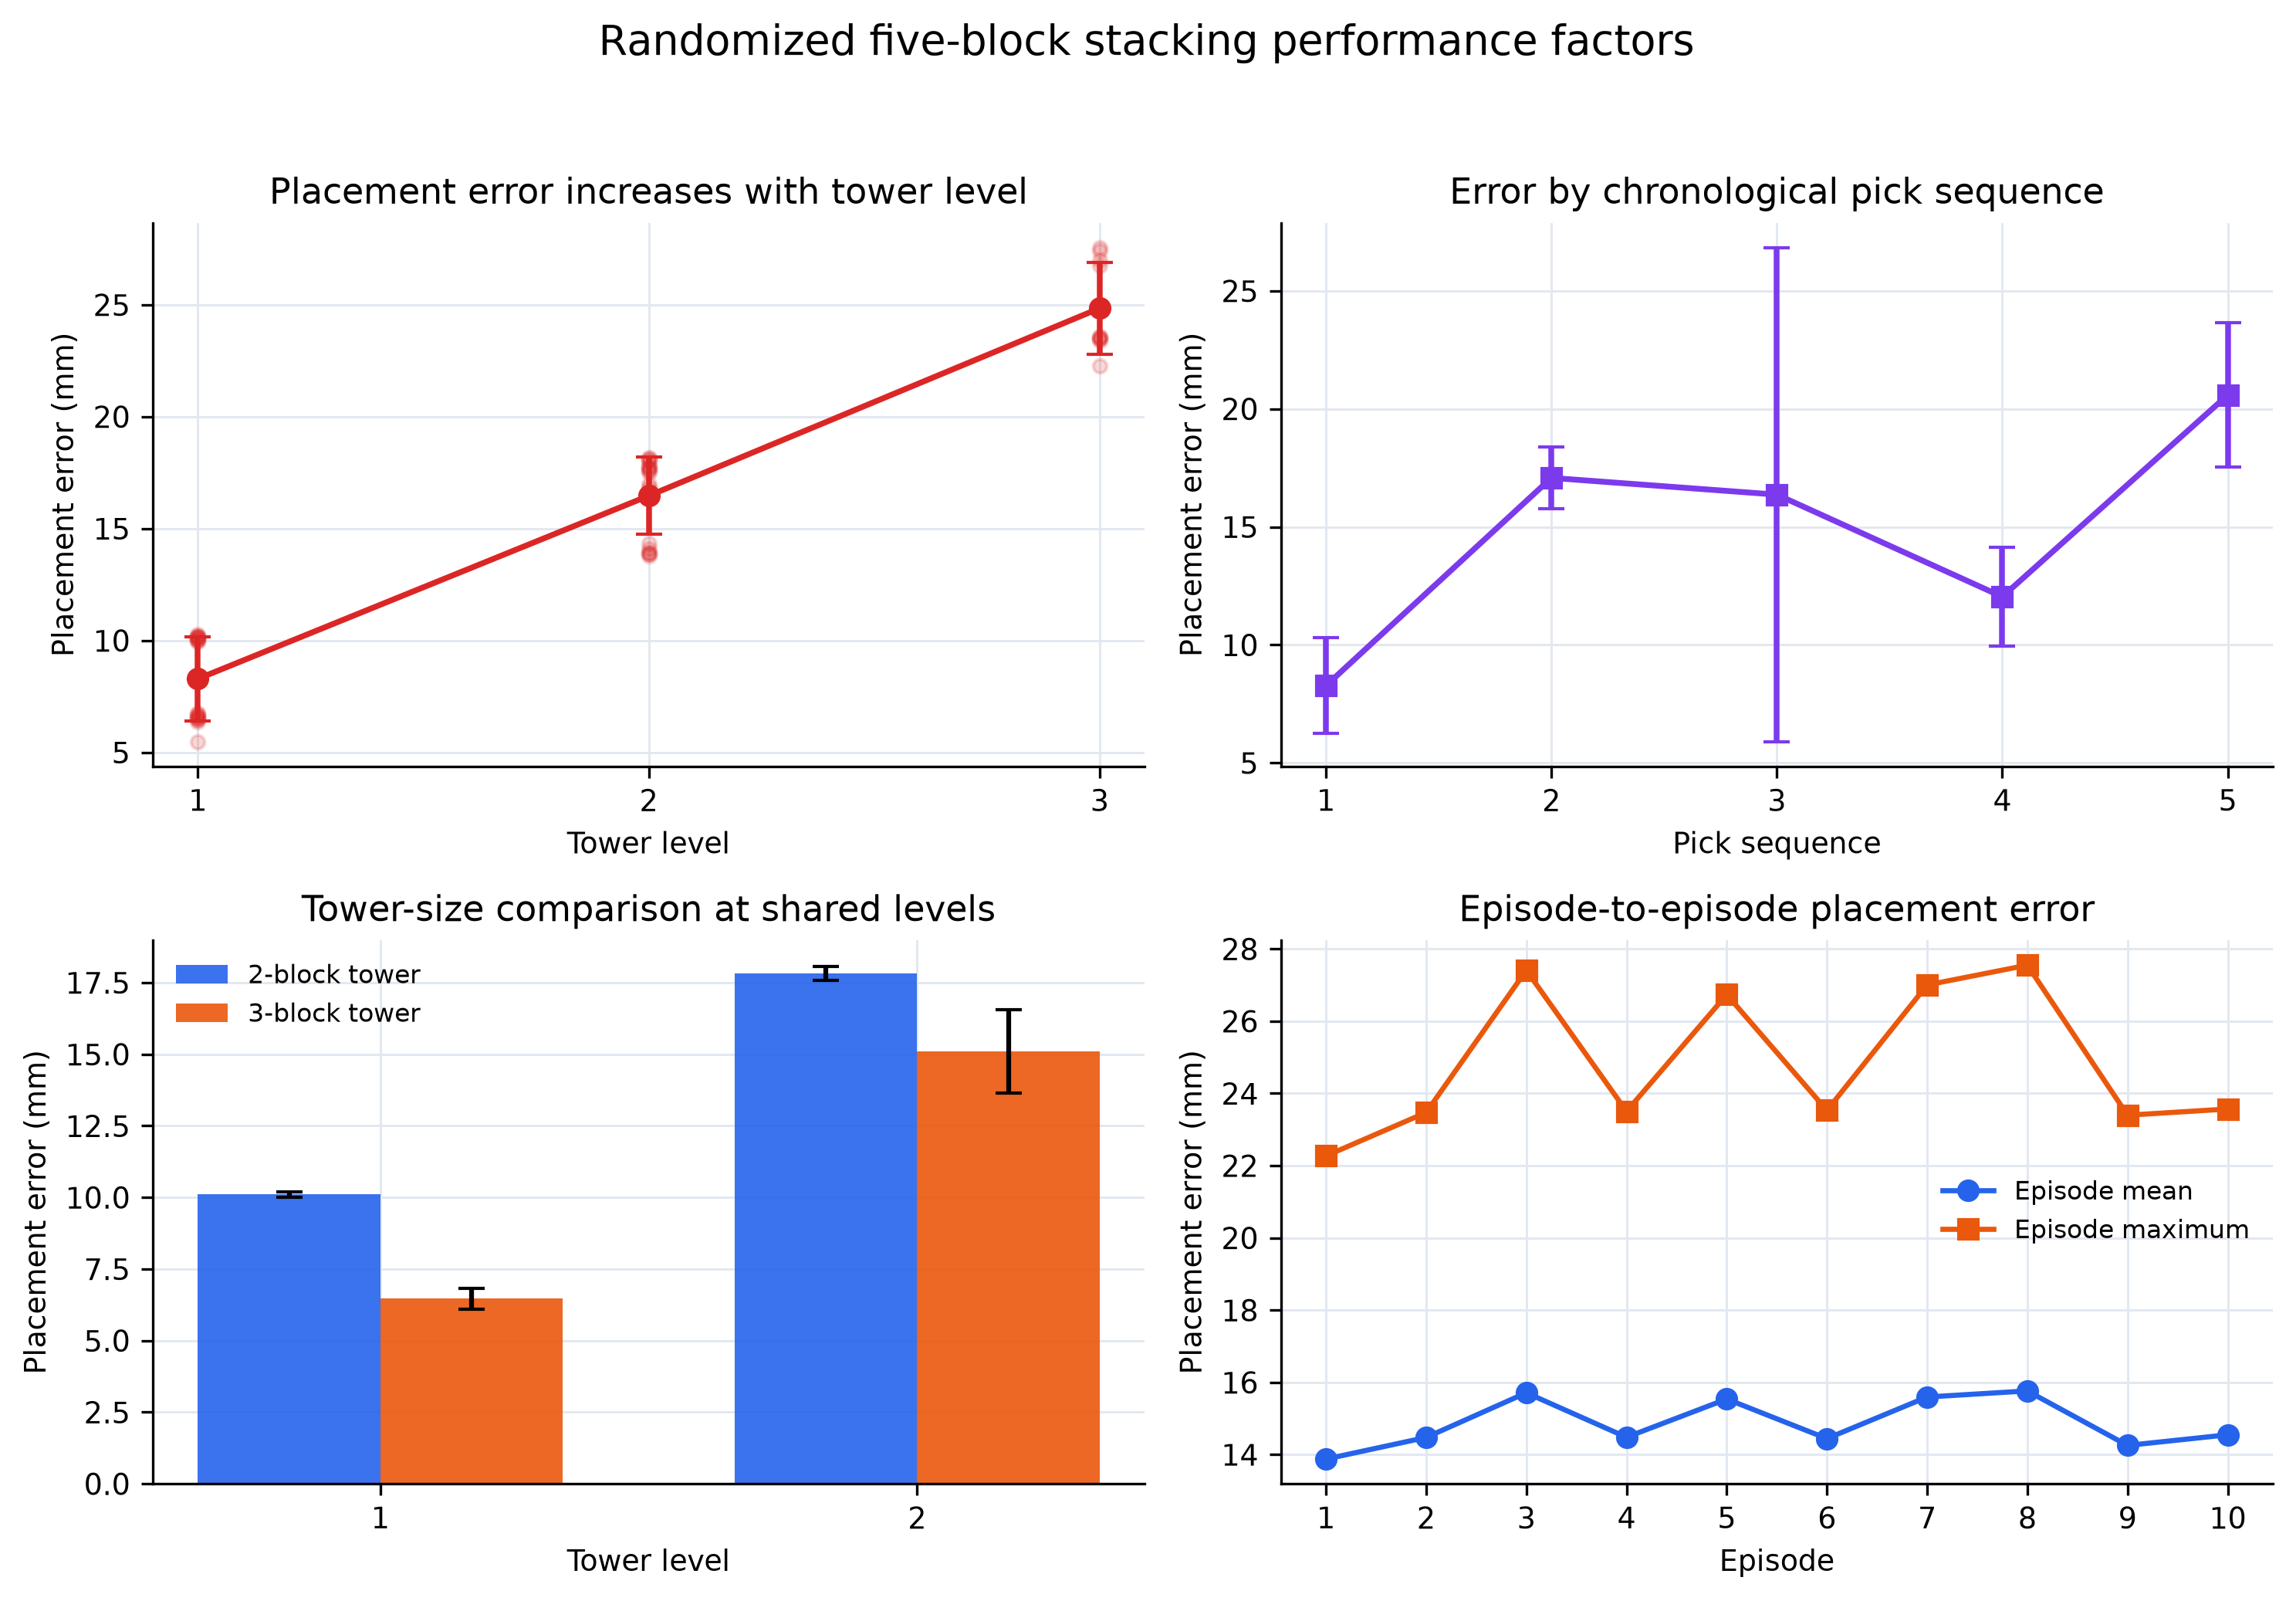 Randomized five-block stacking performance factors
Placement error increases with tower level
Placement error (mm)
25
20
15
10
5
1
2
3
Tower level
Error by chronological pick sequence
Placement error (mm)
25
20
15
10
5
1
2
3
4
5
Pick sequence
Tower-size comparison at shared levels
2-block tower
3-block tower
Placement error (mm)
17.5
15.0
12.5
10.0
7.5
5.0
2.5
0.0
1
2
Tower level
Episode-to-episode placement error
Placement error (mm)
28
26
24
22
20
18
16
14
Episode mean
Episode maximum
1
2
3
4
5
6
7
8
9
10
Episode